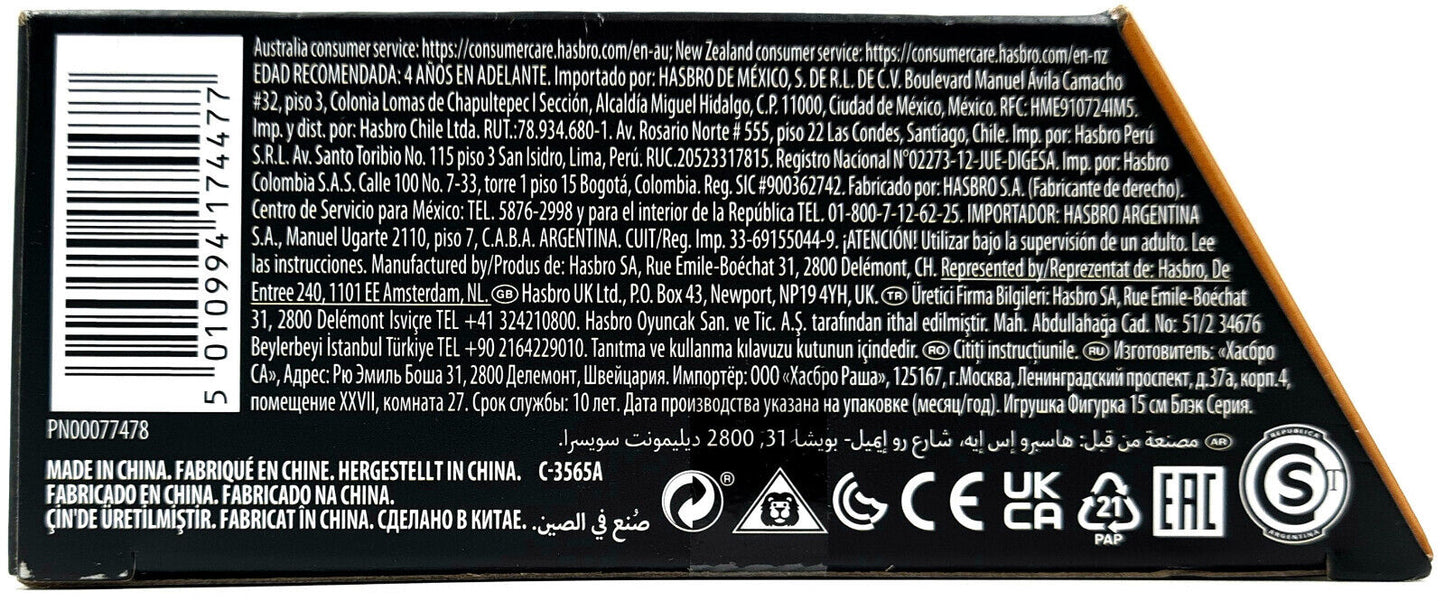 Australia consumer service: https://consumercare.hasbro.com/en-au; New Zealand consumer service: https://consumercare.hasbro.com/en-nz
EDAD RECOMENDADA: 4 AÑOS EN ADELANTE. Importado por: HASBRO DE MÉXICO, S. DE R.L. DE C.V. Boulevard Manuel Ávila Camacho
#32, piso 3, Colonia Lomas de Chapultepec I Sección, Alcaldía Miguel Hidalgo, C.P. 11000, Ciudad de México, México. RFC: HME910724IM5.
Imp. y dist. por: Hasbro Chile Ltda. RUT.:78.934.680-1. Av. Rosario Norte # 555, piso 22 Las Condes, Santiago, Chile. Imp. por: Hasbro Perú
S.R.L. Av. Santo Toribio No. 115 piso 3 San Isidro, Lima, Perú. RUC.20523317815. Registro Nacional N°02273-12-JUE-DIGESA. Imp. por: Hasbro
Colombia S.A.S. Calle 100 No. 7-33, torre 1 piso 15 Bogotá, Colombia. Reg. SIC #900362742. Fabricado por: HASBRO S.A. (Fabricante de derecho).
Centro de Servicio para México: TEL. 5876-2998 y para el interior de la República TEL. 01-800-7-12-62-25. IMPORTADOR: HASBRO ARGENTINA
S.A., Manuel Ugarte 2110, piso 7, C.A.B.A. ARGENTINA. CUIT/Reg. Imp. 33-69155044-9. ¡ATENCIÓN! Utilizar bajo la supervisión de un adulto. Lee
las instrucciones. Manufactured by/Produs de: Hasbro SA, Rue Emile-Boéchat 31, 2800 Delémont, CH. Represented by/Reprezentat de: Hasbro, De
Entree 240, 1101 EE Amsterdam, NL. GB Hasbro UK Ltd., P.O. Box 43, Newport, NP19 4YH, UK. TR Üretici Firma Bilgileri: Hasbro SA, Rue Emile-Boéchat
31, 2800 Delémont Isviçre TEL +41 324210800. Hasbro Oyuncak San. ve Tic. A.Ş. tarafından ithal edilmiştir. Mah. Abdullahağa Cad. No: 51/2 34676
Beylerbeyi İstanbul Türkiye TEL +90 2164229010. Tanıtma ve kullanma kılavuzu kutunun içindedir. RO Citiți instrucțiunile. RU Изготовитель: «Хасбро
СА», Адрес: Рю Эмиль Боша 31, 2800 Делемонт, Швейцария. Импортёр: ООО «Хасбро Раша», 125167, г.Москва, Ленинградский проспект, д.37а, корп.4,
помещение XXVII, комната 27. Срок службы: 10 лет. Дата производства указана на упаковке (месяц/год). Игрушка Фигурка 15 см Блэк Серия.
AR مصنعة من قبل: هاسبرو إس إيه، شارع رو إميل- بويشا 31, 2800 ديليمونت سويسرا.
5 010994 174477
PN00077478
MADE IN CHINA. FABRIQUÉ EN CHINE. HERGESTELLT IN CHINA. C-3565A
FABRICADO EN CHINA. FABRICADO NA CHINA.
ÇİN'DE ÜRETİLMİŞTİR. FABRICAT ÎN CHINA. СДЕЛАНО В КИТАЕ. صُنع في الصين.
®
CE
UK
CA
21
PAP
EAC
REPUBLICA
S
ARGENTINA